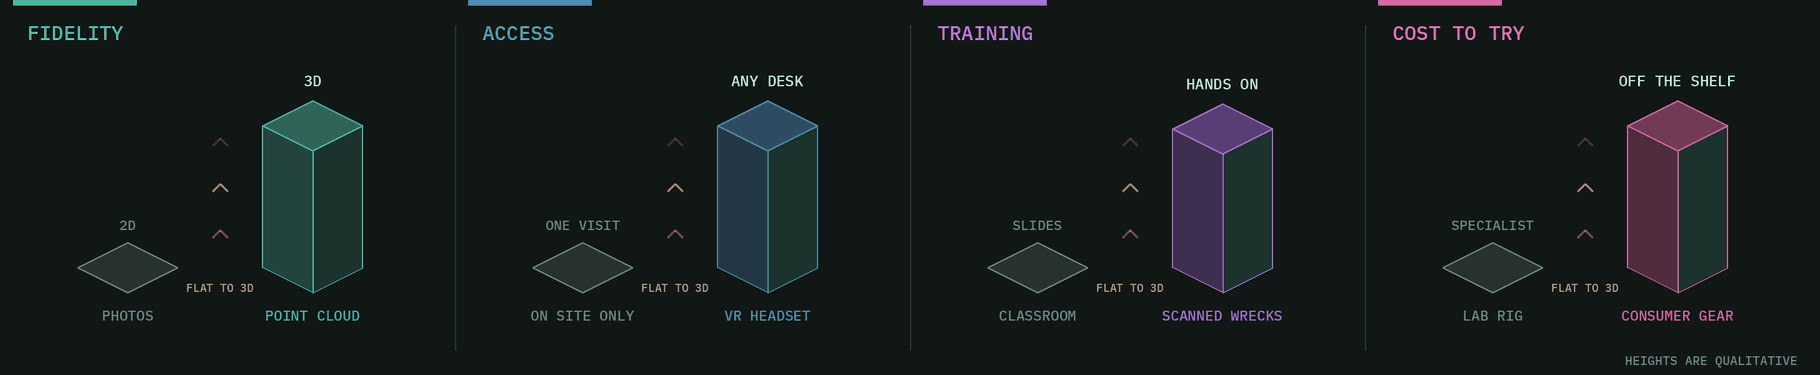 FIDELITY
3D
2D
FLAT TO 3D
PHOTOS
POINT CLOUD
ACCESS
ANY DESK
ONE VISIT
FLAT TO 3D
ON SITE ONLY
VR HEADSET
TRAINING
HANDS ON
SLIDES
FLAT TO 3D
CLASSROOM
SCANNED WRECKS
COST TO TRY
OFF THE SHELF
SPECIALIST
FLAT TO 3D
LAB RIG
CONSUMER GEAR
HEIGHTS ARE QUALITATIVE